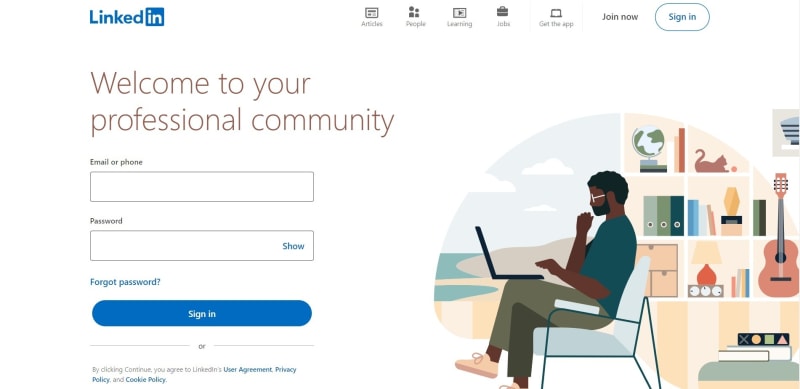 LinkedIn
Articles
People
Learning
Jobs
Get the app
Join now
Sign in
Welcome to your
professional community
Email or phone
Password
Show
Forgot password?
Sign in
or
By clicking Continue, you agree to LinkedIn's User Agreement, Privacy
Policy, and Cookie Policy.